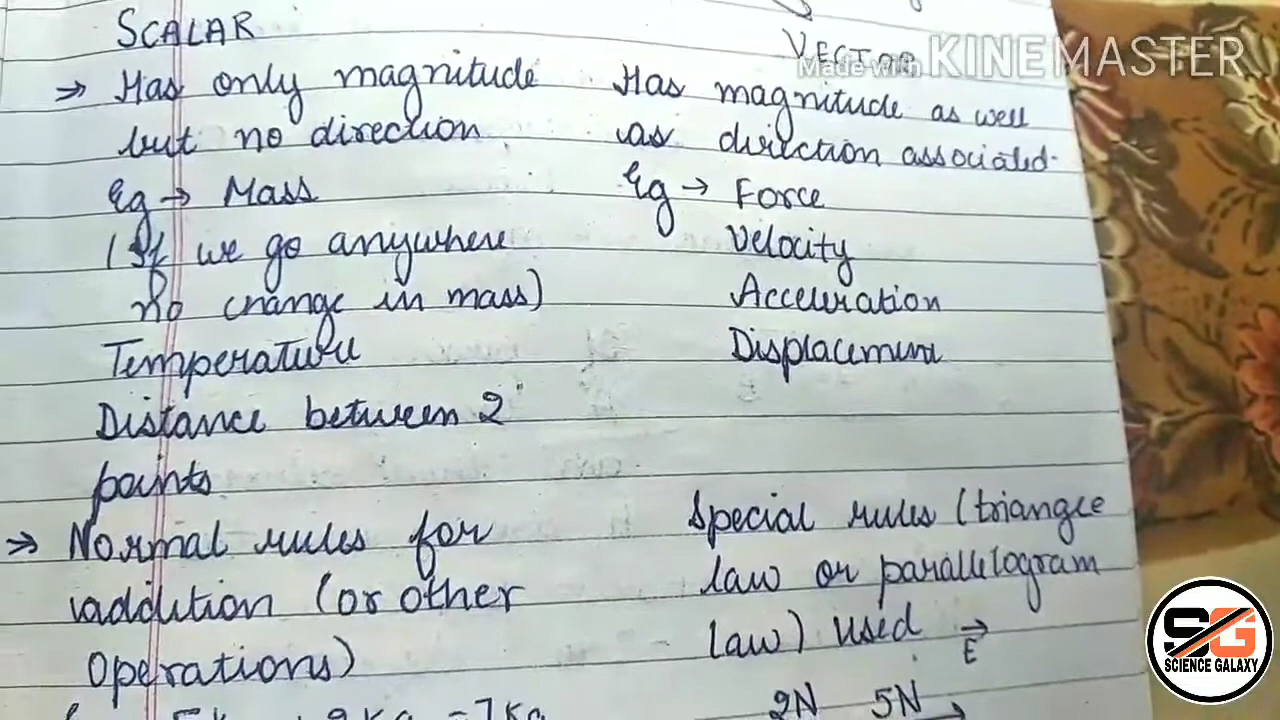 SCALAR
⇒ Has only magnitude
but no direction
Eg → Mass
(If we go anywhere
no change in mass)
Temperature
Distance between 2
points
⇒ Normal rules for
addition (or other
operations)
VECTOR
Has magnitude as well
as direction associated.
Eg → Force
Velocity
Acceleration
Displacement
Special rules (triangle
law or parallelogram
law) used
E
2N 5N
Made with KINEMASTER
SG
SCIENCE GALAXY